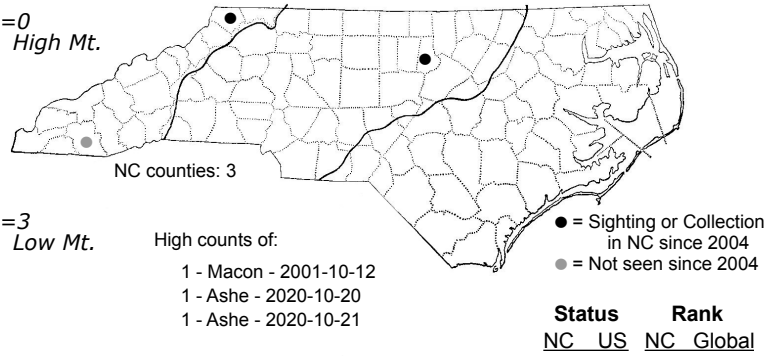 =0
High Mt.
NC counties: 3
=3
Low Mt.
High counts of:
1 - Macon - 2001-10-12
1 - Ashe - 2020-10-20
1 - Ashe - 2020-10-21
● = Sighting or Collection
in NC since 2004
● = Not seen since 2004
Status Rank
NC US NC Global